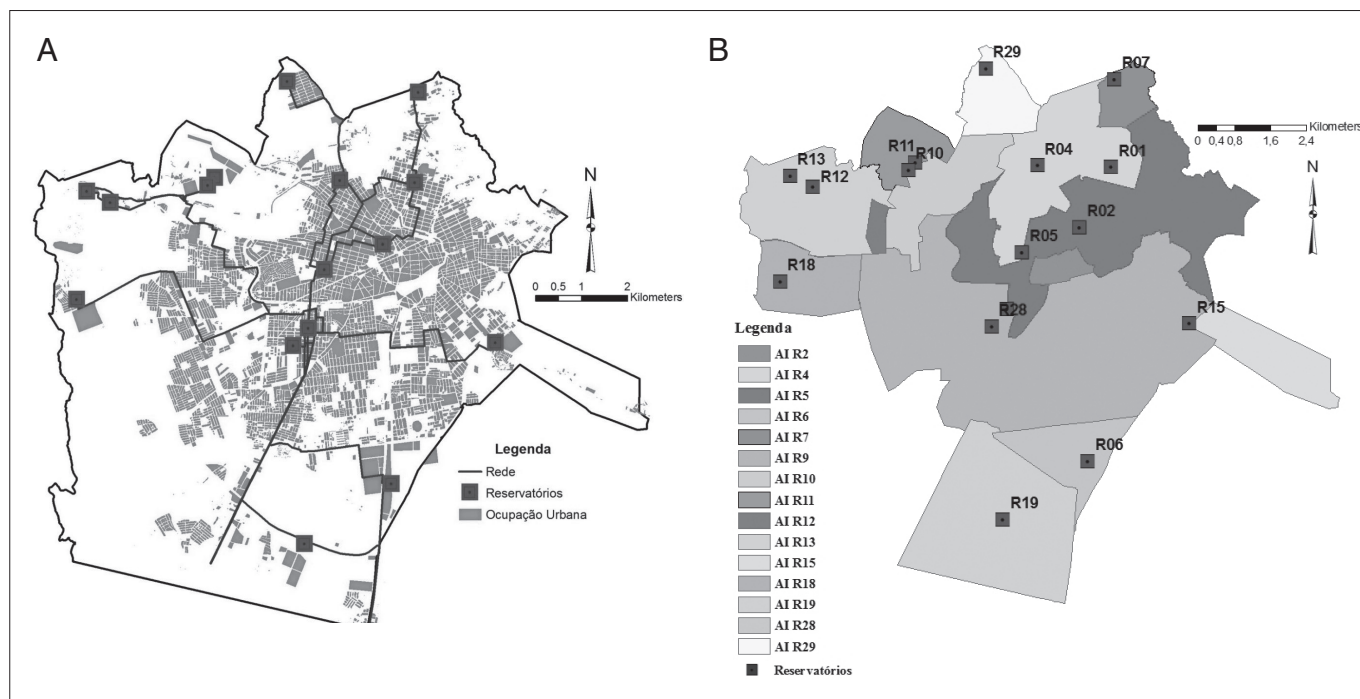 A
N
0 0.5 1 2
Kilometers
Legenda
Rede
Reservatórios
Ocupação Urbana
B
R29
R07
Kilometers
0 0,4 0,8 1,6 2,4
N
R11
R10
R04
R01
R13
R12
R02
R05
R18
R28
R15
R06
R19
Legenda
AI R2
AI R4
AI R5
AI R6
AI R7
AI R9
AI R10
AI R11
AI R12
AI R13
AI R15
AI R18
AI R19
AI R28
AI R29
Reservatórios